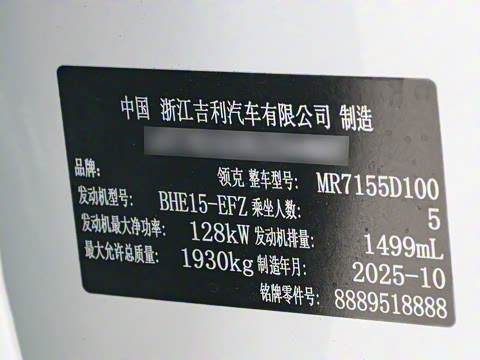 中国 浙江吉利汽车有限公司 制造
品牌: 领克 整车型号: MR7155D100
发动机型号: BHE15-EFZ 乘坐人数: 5
发动机最大净功率: 128kW 发动机排量: 1499mL
最大允许总质量: 1930kg 制造年月: 2025-10
铭牌零件号: 8889518888